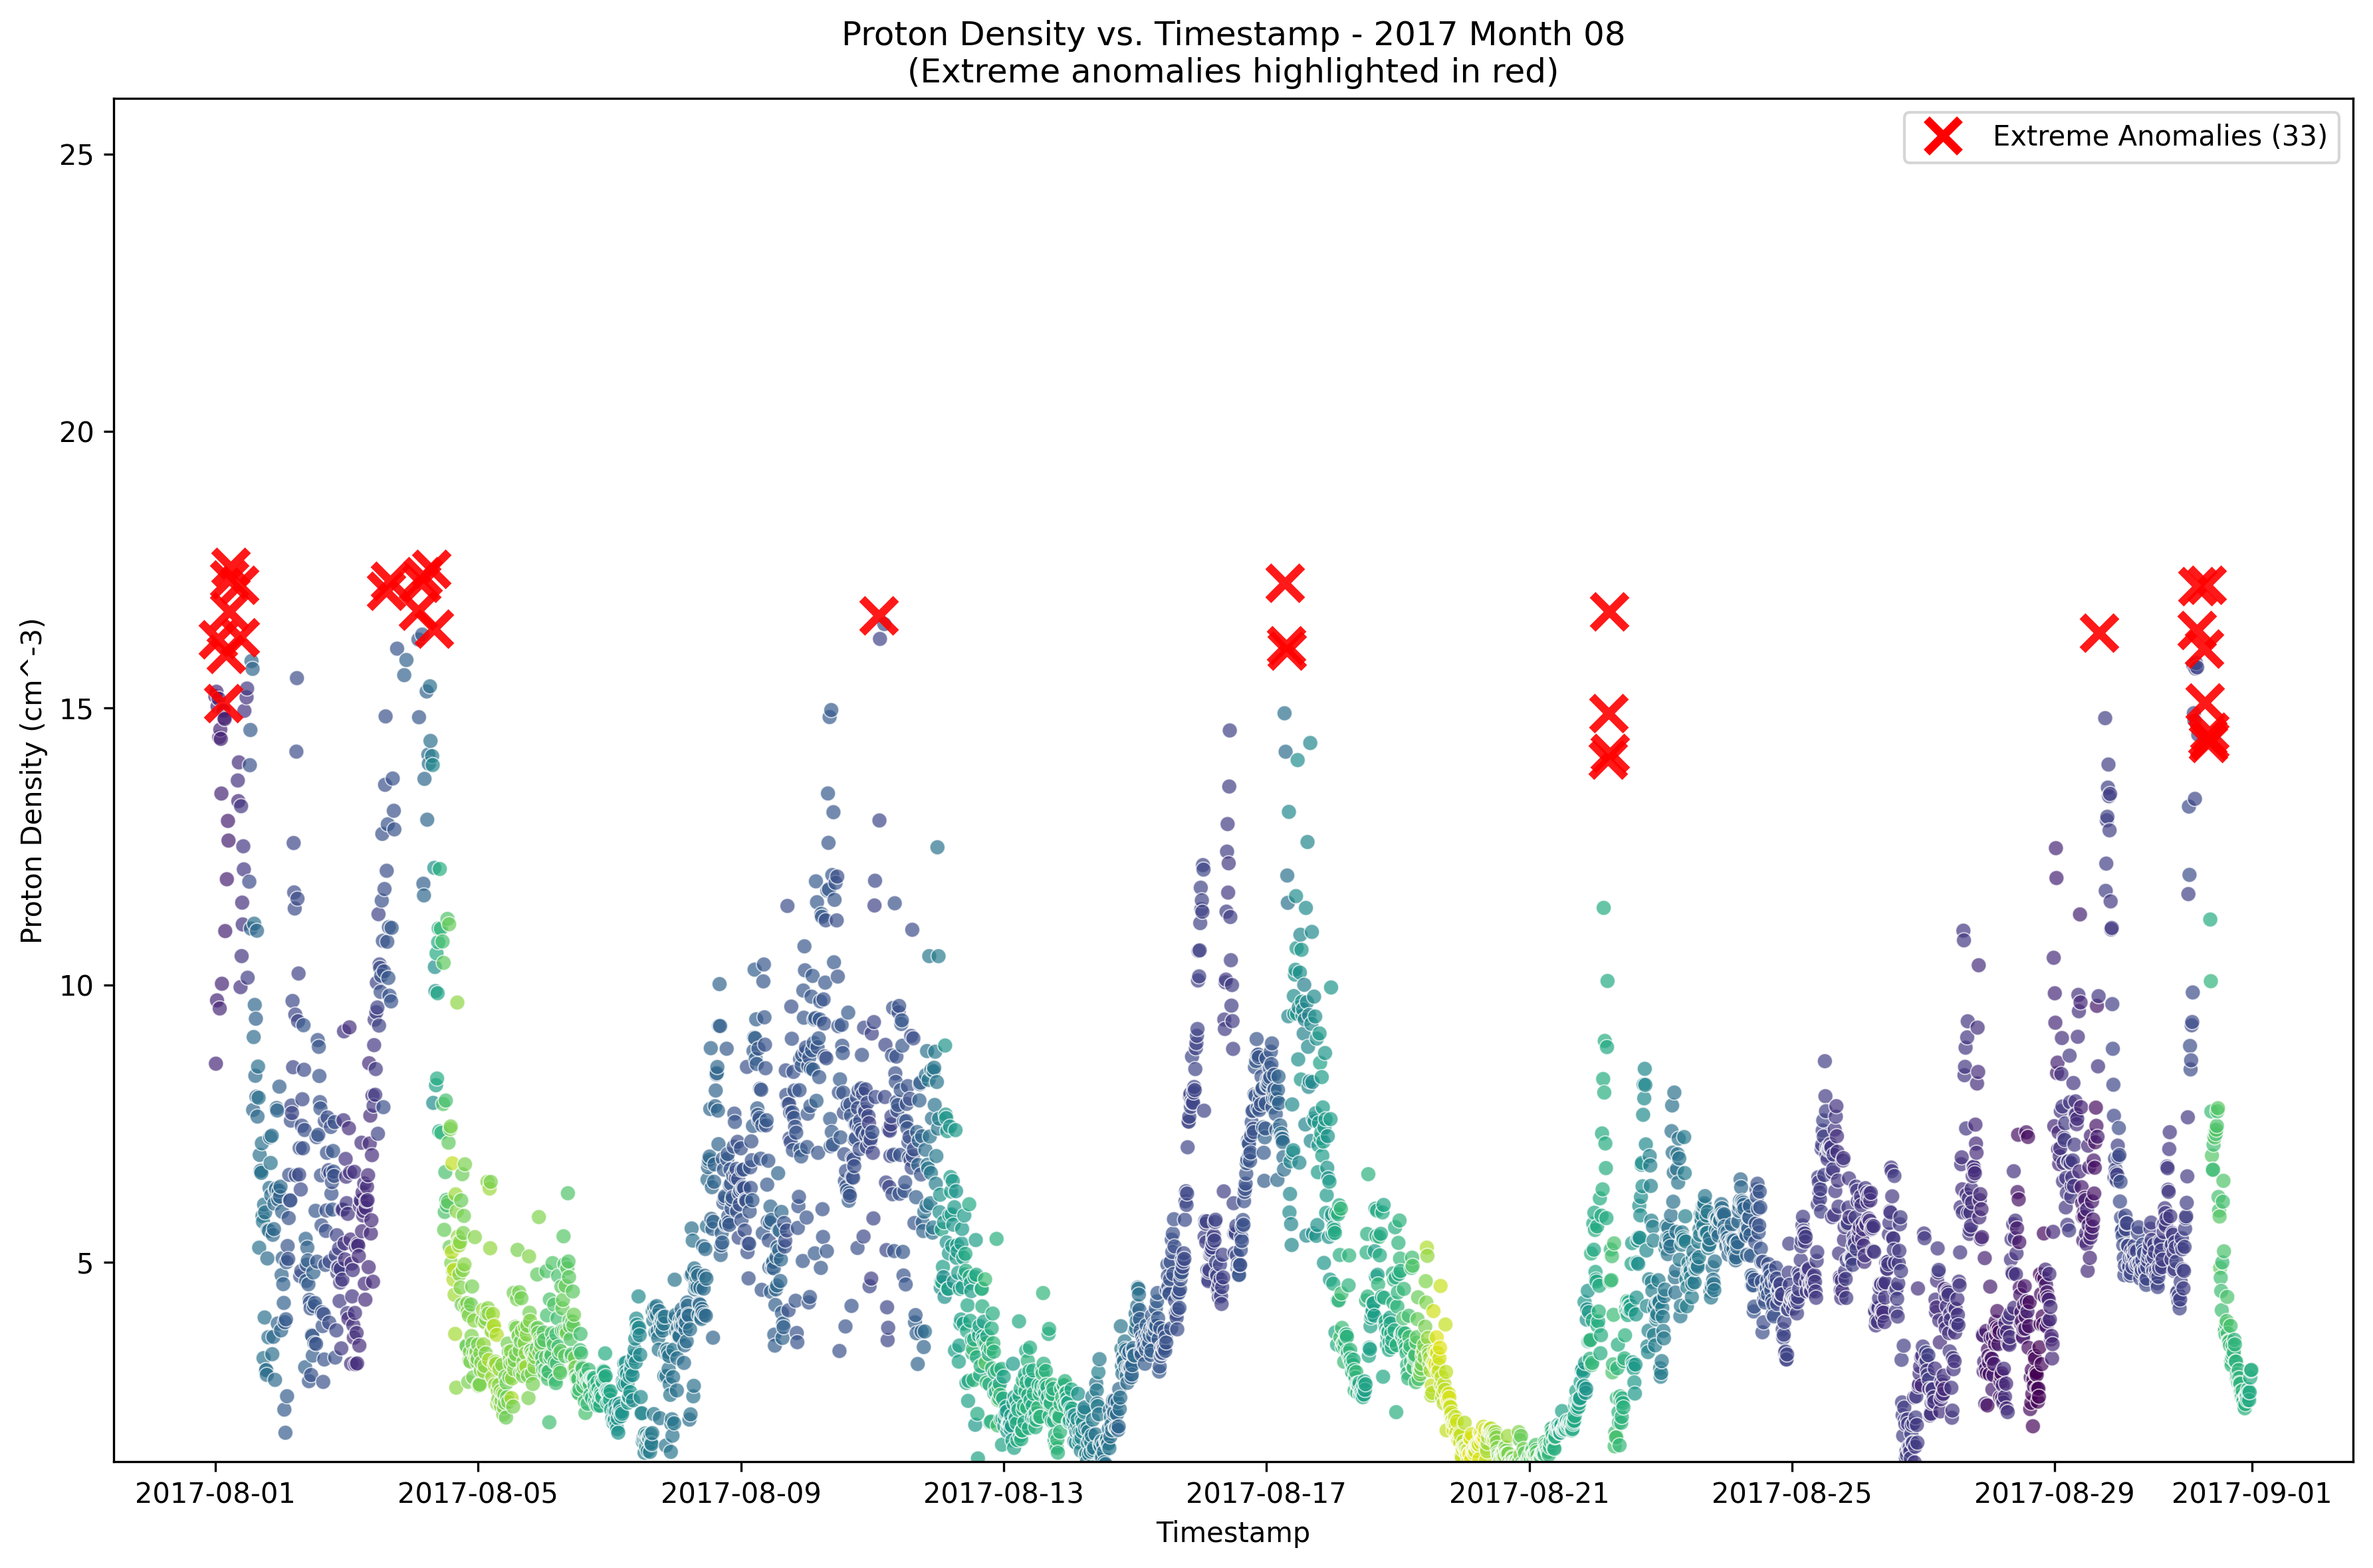 Proton Density vs. Timestamp - 2017 Month 08
(Extreme anomalies highlighted in red)
Extreme Anomalies (33)
Proton Density (cm^-3)
25
20
15
10
5
2017-08-01
2017-08-05
2017-08-09
2017-08-13
2017-08-17
2017-08-21
2017-08-25
2017-08-29
2017-09-01
Timestamp